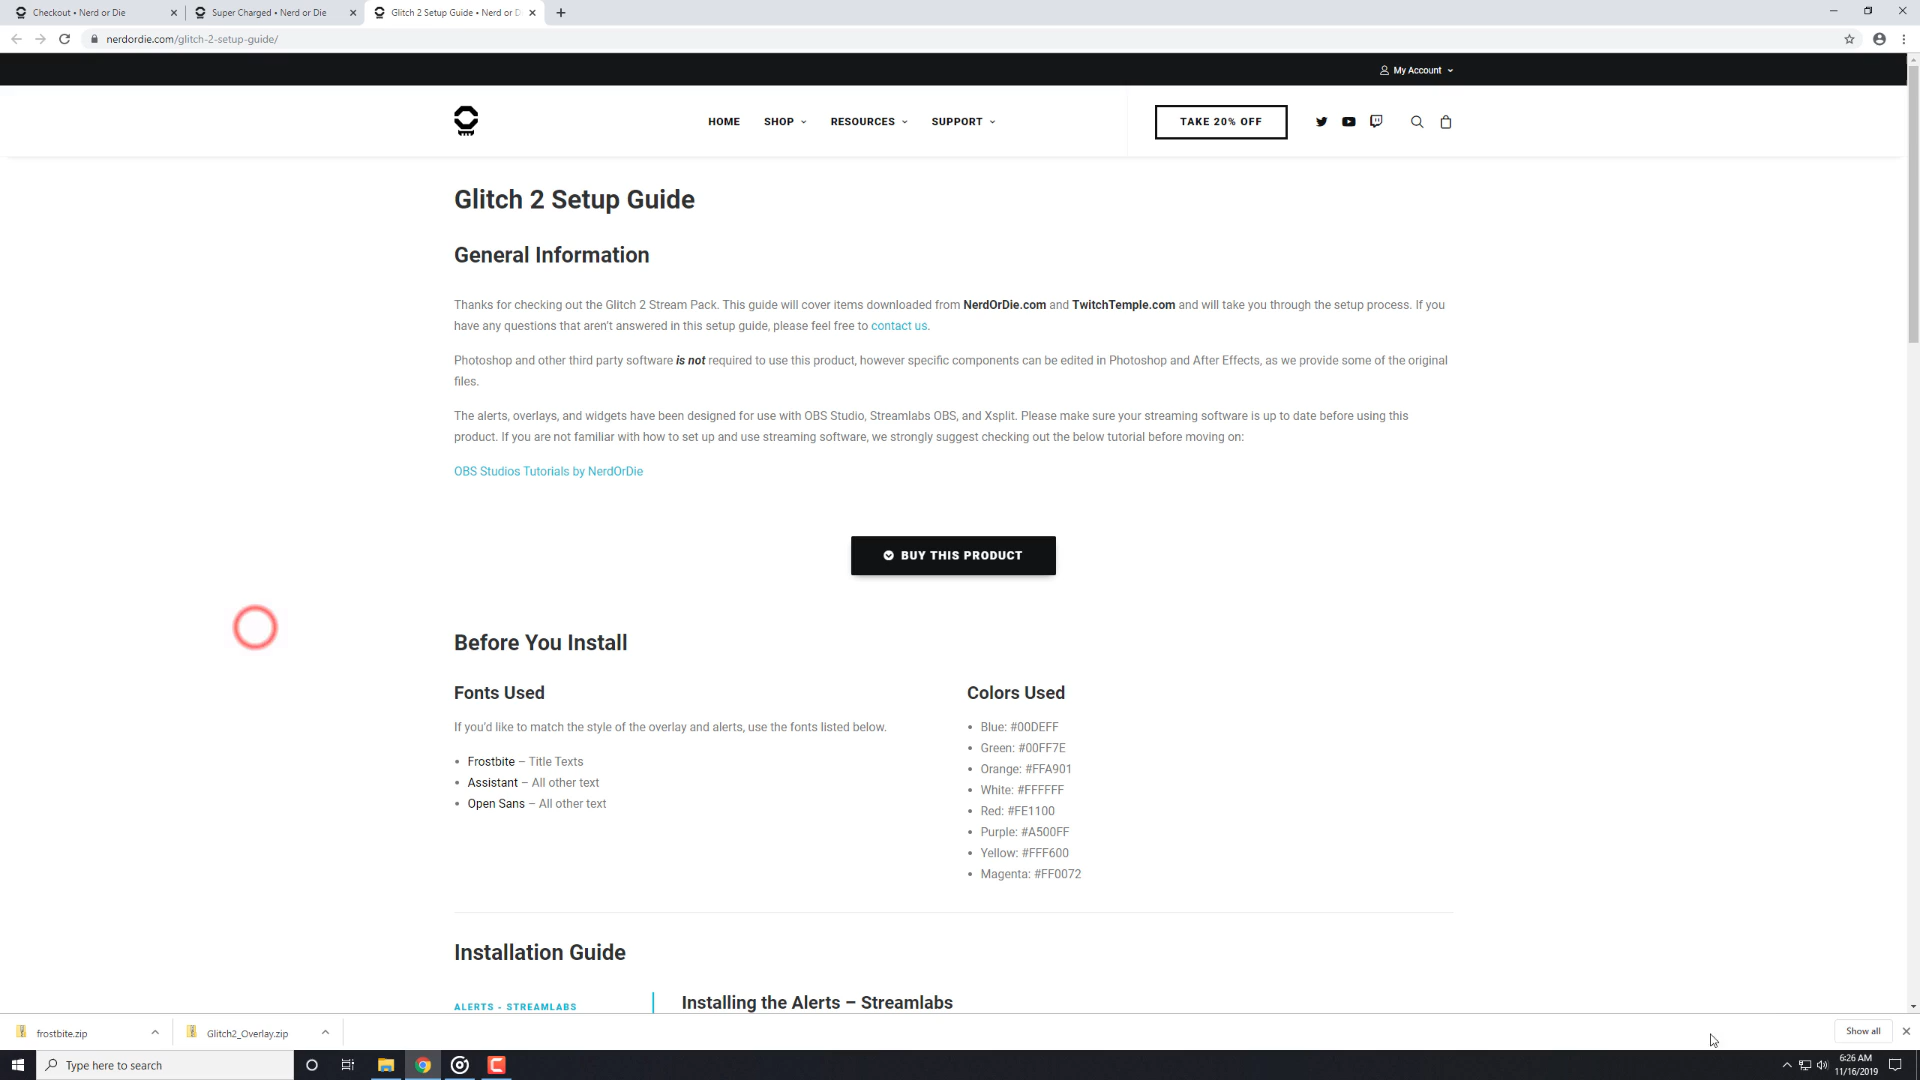 Checkout • Nerd or Die
Super Charged • Nerd or Die
Glitch 2 Setup Guide • Nerd or D
nerdordie.com/glitch-2-setup-guide/
My Account
HOME SHOP RESOURCES SUPPORT
TAKE 20% OFF
Glitch 2 Setup Guide
General Information
Thanks for checking out the Glitch 2 Stream Pack. This guide will cover items downloaded from NerdOrDie.com and TwitchTemple.com and will take you through the setup process. If you
have any questions that aren't answered in this setup guide, please feel free to contact us.
Photoshop and other third party software is not required to use this product, however specific components can be edited in Photoshop and After Effects, as we provide some of the original
files.
The alerts, overlays, and widgets have been designed for use with OBS Studio, Streamlabs OBS, and Xsplit. Please make sure your streaming software is up to date before using this
product. If you are not familiar with how to set up and use streaming software, we strongly suggest checking out the below tutorial before moving on:
OBS Studios Tutorials by NerdOrDie
BUY THIS PRODUCT
Before You Install
Fonts Used
If you'd like to match the style of the overlay and alerts, use the fonts listed below.
• Frostbite – Title Texts
• Assistant – All other text
• Open Sans – All other text
Colors Used
• Blue: #00DEFF
• Green: #00FF7E
• Orange: #FFA901
• White: #FFFFFF
• Red: #FE1100
• Purple: #A500FF
• Yellow: #FFF600
• Magenta: #FF0072
Installation Guide
ALERTS - STREAMLABS
Installing the Alerts – Streamlabs
frostbite.zip
Glitch2_Overlay.zip
Show all
Type here to search
6:26 AM
11/16/2019